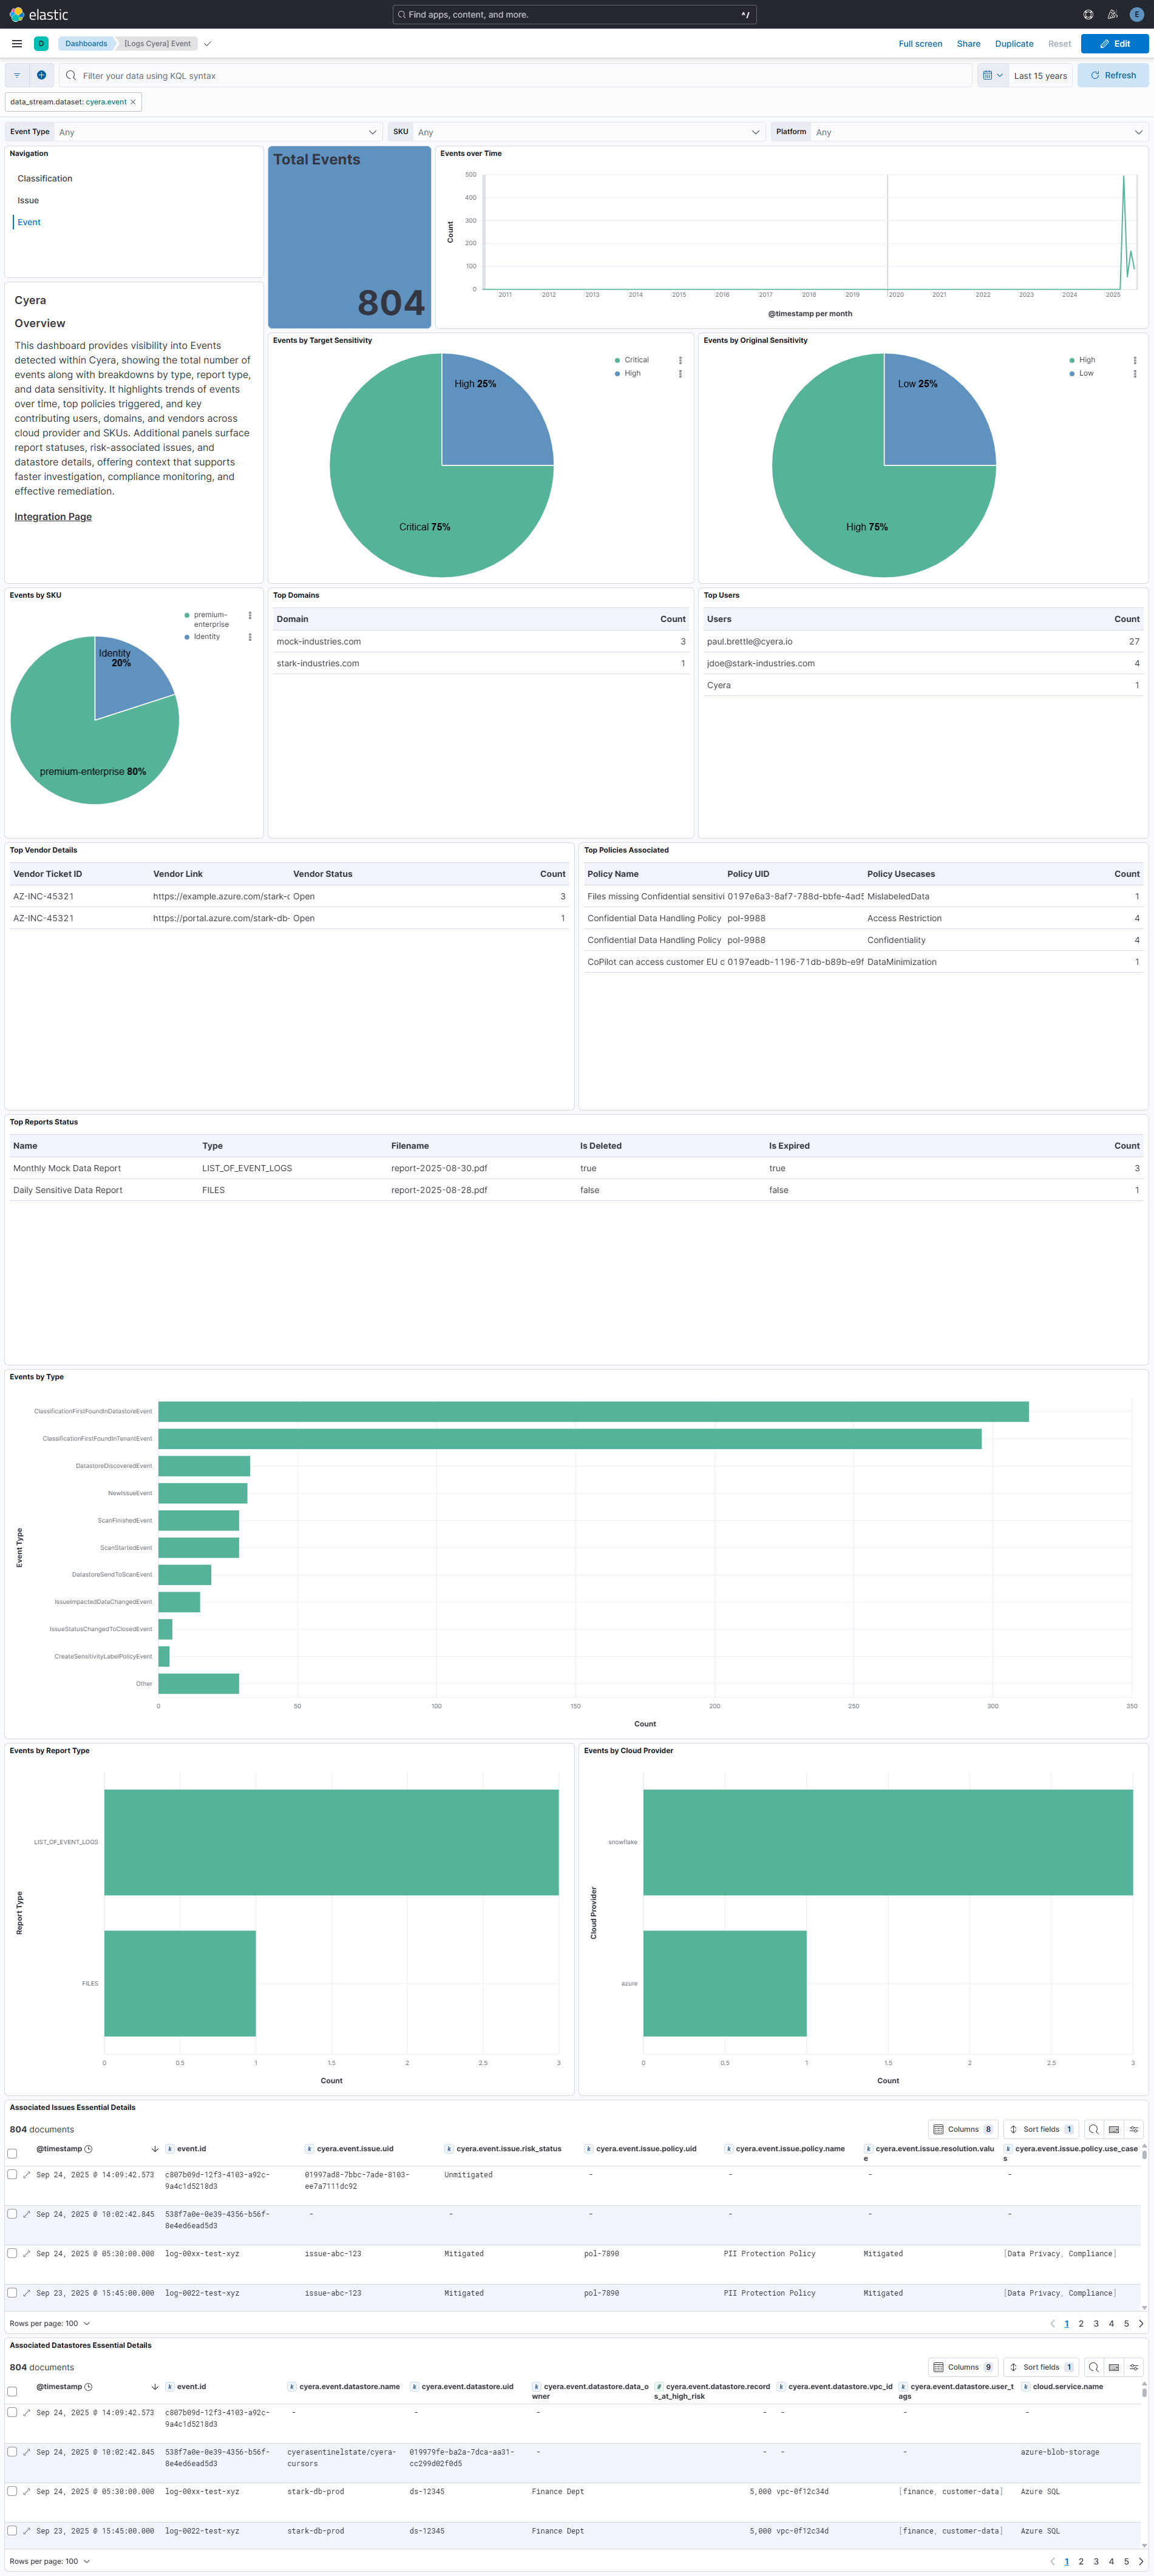 elastic
Find apps, content, and more.
^/
E
D
Dashboards
[Logs Cyera] Event
Full screen
Share
Duplicate
Reset
Edit
Filter your data using KQL syntax
Last 15 years
Refresh
data_stream.dataset: cyera.event ×
Event Type
Any
SKU
Any
Platform
Any
Navigation
Classification
Issue
Event
Total Events
804
Events over Time
500
400
300
200
100
0
Count
2011
2012
2013
2014
2015
2016
2017
2018
2019
2020
2021
2022
2023
2024
2025
@timestamp per month
Cyera
Overview
This dashboard provides visibility into Events
detected within Cyera, showing the total number of
events along with breakdowns by type, report type,
and data sensitivity. It highlights trends of events
over time, top policies triggered, and key
contributing users, domains, and vendors across
cloud provider and SKUs. Additional panels surface
report statuses, risk-associated issues, and
datastore details, offering context that supports
faster investigation, compliance monitoring, and
effective remediation.
Integration Page
Events by Target Sensitivity
High 25%
Critical 75%
Critical
High
Events by Original Sensitivity
Low 25%
High 75%
High
Low
Events by SKU
Identity
20%
premium-enterprise 80%
premium-
enterprise
Identity
Top Domains
Domain Count
mock-industries.com 3
stark-industries.com 1
Top Users
Users Count
paul.brettle@cyera.io 27
jdoe@stark-industries.com 4
Cyera 1
Top Vendor Details
Vendor Ticket ID Vendor Link Vendor Status Count
AZ-INC-45321 https://example.azure.com/stark-c Open 3
AZ-INC-45321 https://portal.azure.com/stark-db- Open 1
Top Policies Associated
Policy Name Policy UID Policy Usecases Count
Files missing Confidential sensitivi 0197e6a3-8af7-788d-bbfe-4ad5 MislabeledData 1
Confidential Data Handling Policy pol-9988 Access Restriction 4
Confidential Data Handling Policy pol-9988 Confidentiality 4
CoPilot can access customer EU d 0197eadb-1196-71db-b89b-e9f DataMinimization 1
Top Reports Status
Name Type Filename Is Deleted Is Expired Count
Monthly Mock Data Report LIST_OF_EVENT_LOGS report-2025-08-30.pdf true true 3
Daily Sensitive Data Report FILES report-2025-08-28.pdf false false 1
Events by Type
Event Type
ClassificationFirstFoundInDatastoreEvent
ClassificationFirstFoundInTenantEvent
DatastoreDiscoveredEvent
NewIssueEvent
ScanFinishedEvent
ScanStartedEvent
DatastoreSendToScanEvent
IssueImpactedDataChangedEvent
IssueStatusChangedToClosedEvent
CreateSensitivityLabelPolicyEvent
Other
0 50 100 150 200 250 300 350
Count
Events by Report Type
Report Type
LIST_OF_EVENT_LOGS
FILES
0 0.5 1 1.5 2 2.5 3
Count
Events by Cloud Provider
Cloud Provider
snowflake
azure
0 0.5 1 1.5 2 2.5 3
Count
Associated Issues Essential Details
804 documents
Columns 8
Sort fields 1
@timestamp k event.id k cyera.event.issue.uid k cyera.event.issue.risk_status k cyera.event.issue.policy.uid k cyera.event.issue.policy.name k cyera.event.issue.resolution.valu k cyera.event.issue.policy.use_case
e s
Sep 24, 2025 @ 14:09:42.573 c807b09d-12f3-4103-a92c- 01997ad8-7bbc-7ade-8103- Unmitigated - - - -
9a4c1d5218d3 ee7a7111dc92
Sep 24, 2025 @ 10:02:42.845 538f7a0e-0e39-4356-b56f- - - - - - -
8e4ed6ead5d3
Sep 24, 2025 @ 05:30:00.000 log-00xx-test-xyz issue-abc-123 Mitigated pol-7890 PII Protection Policy Mitigated [Data Privacy, Compliance]
Sep 23, 2025 @ 15:45:00.000 log-0022-test-xyz issue-abc-123 Mitigated pol-7890 PII Protection Policy Mitigated [Data Privacy, Compliance]
Rows per page: 100
1 2 3 4 5
Associated Datastores Essential Details
804 documents
Columns 9
Sort fields 1
@timestamp k event.id k cyera.event.datastore.name k cyera.event.datastore.uid k cyera.event.datastore.data_o # cyera.event.datastore.record k cyera.event.datastore.vpc_id k cyera.event.datastore.user_t k cloud.service.name
wner s_at_high_risk ags
Sep 24, 2025 @ 14:09:42.573 c807b09d-12f3-4103-a92c- - - - - - - -
9a4c1d5218d3
Sep 24, 2025 @ 10:02:42.845 538f7a0e-0e39-4356-b56f- cyerasentinelstate/cyera- 019979fe-ba2a-7dca-aa31- - - - - azure-blob-storage
8e4ed6ead5d3 cursors cc299d02f0d5
Sep 24, 2025 @ 05:30:00.000 log-00xx-test-xyz stark-db-prod ds-12345 Finance Dept 5,000 vpc-0f12c34d [finance, customer-data] Azure SQL
Sep 23, 2025 @ 15:45:00.000 log-0022-test-xyz stark-db-prod ds-12345 Finance Dept 5,000 vpc-0f12c34d [finance, customer-data] Azure SQL
Rows per page: 100
1 2 3 4 5